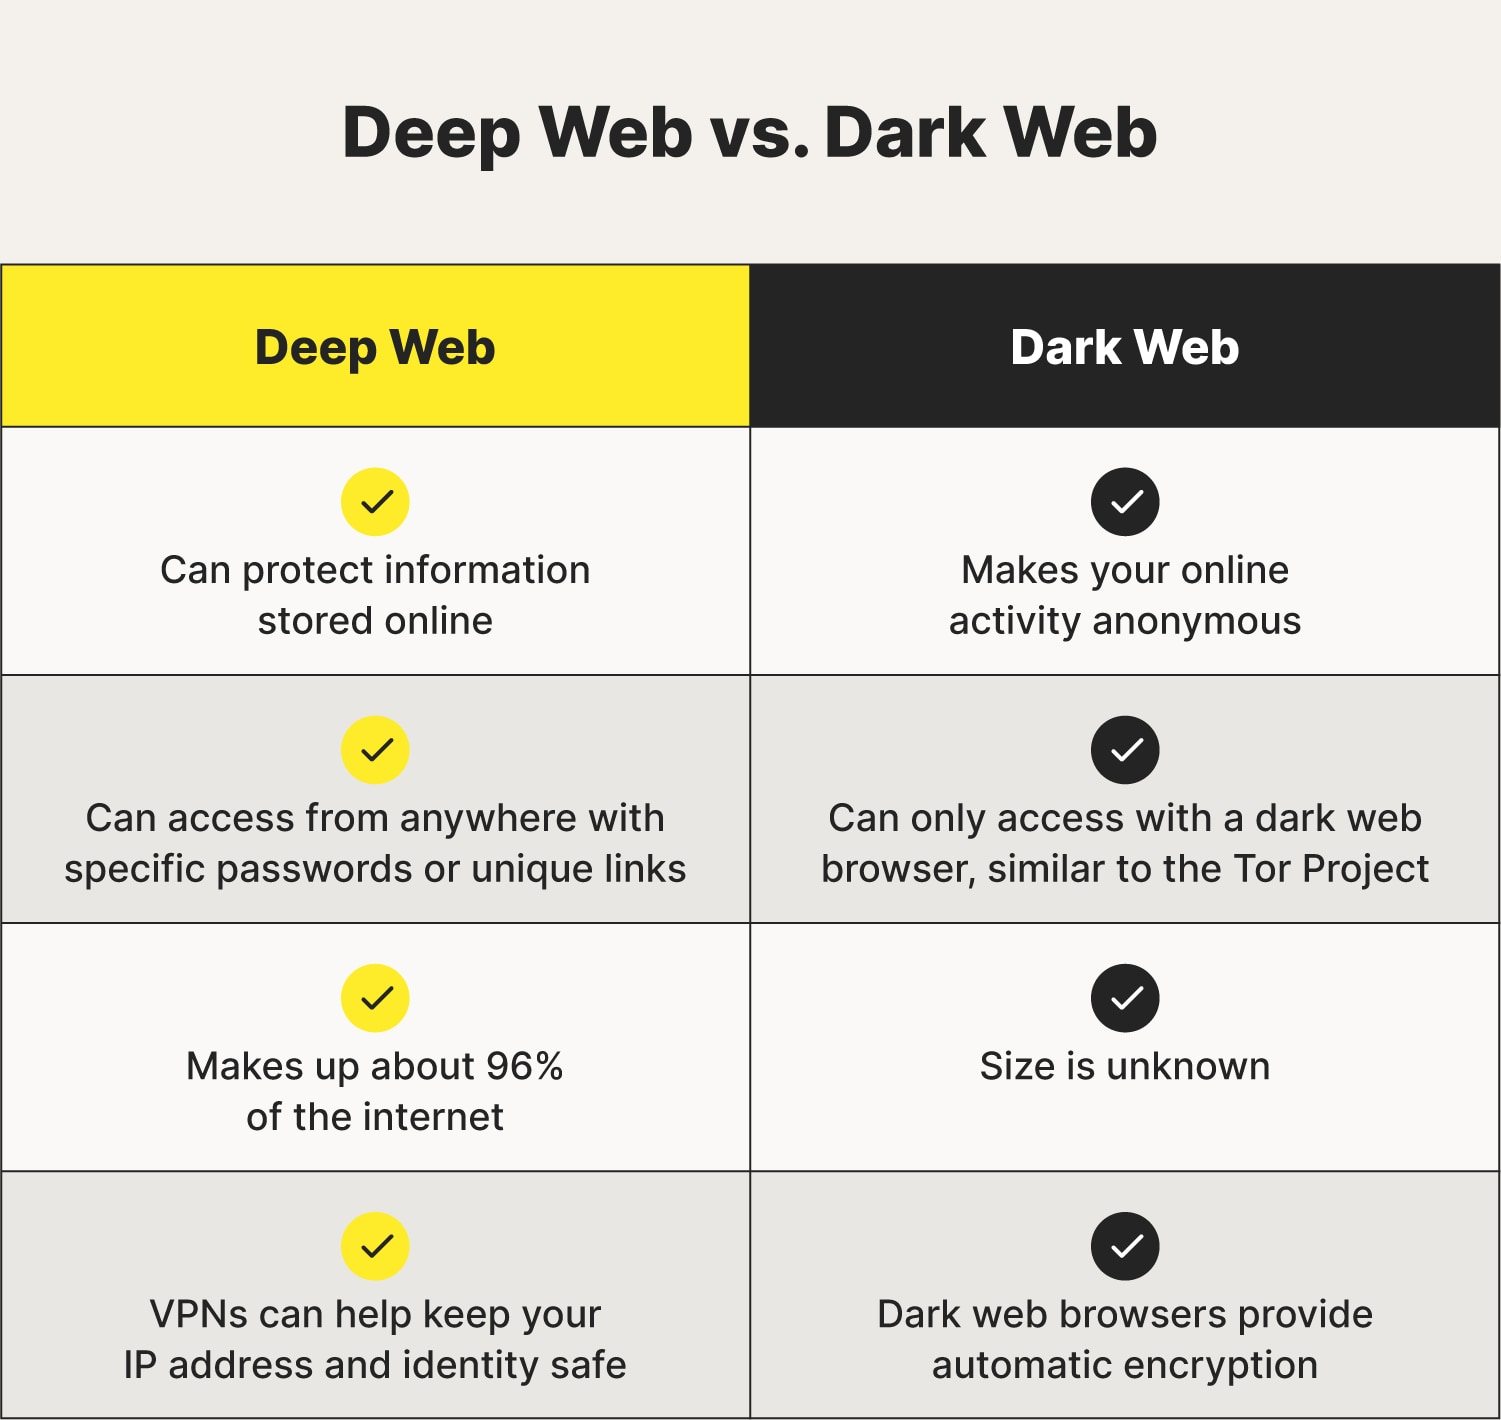 Deep Web vs. Dark Web
Deep Web
Dark Web
Can protect information
stored online
Makes your online
activity anonymous
Can access from anywhere with
specific passwords or unique links
Can only access with a dark web
browser, similar to the Tor Project
Makes up about 96%
of the internet
Size is unknown
VPNs can help keep your
IP address and identity safe
Dark web browsers provide
automatic encryption